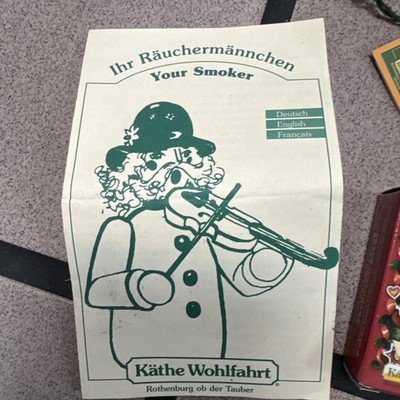 Ihr Räuchermännchen
Your Smoker
Deutsch
English
Français
Käthe Wohlfahrt®
Rothenburg ob der Tauber